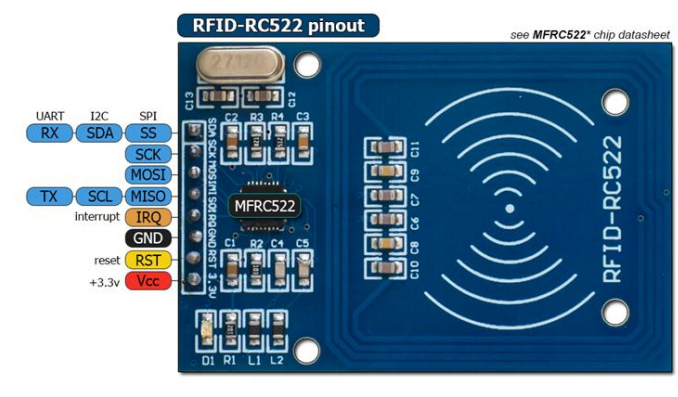 RFID-RC522 pinout
see MFRC522* chip datasheet
27.120
C13
C12
UART I2C SPI
RX SDA SS
SCK
MOSI
TX SCL MISO
interrupt IRQ
GND
reset RST
+3.3v Vcc
SDA SCK MOSI MISO IRQ GND RST 3.3V
C2 R3 R4 C3
MFRC522
C1 R2 C4 C5
D1 R1 L1 L2
C11
C9
C7
C6
C8
C10
RFID-RC522